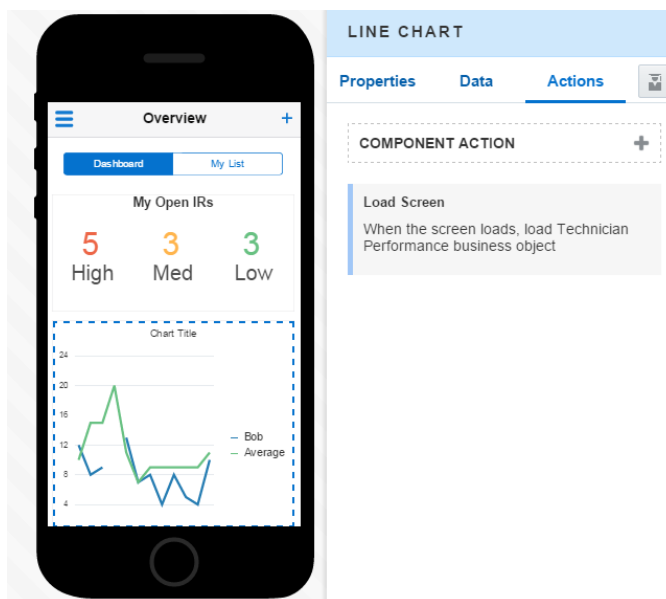 Overview
+
Dashboard
My List
My Open IRs
5
3
3
High
Med
Low
Chart Title
24
20
16
12
8
4
Bob
Average
LINE CHART
Properties
Data
Actions
COMPONENT ACTION
+
Load Screen
When the screen loads, load Technician
Performance business object